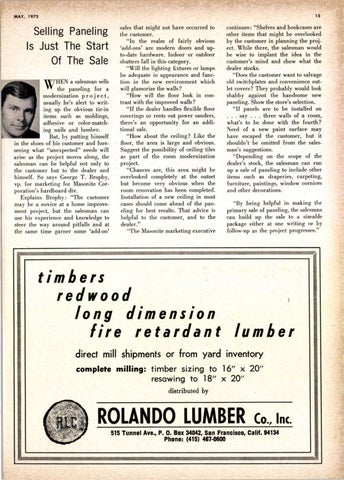 MAY, 1972
15
Selling Paneling
Is Just The Start
Of The Sale
WHEN a salesman sells
the paneling for a
modernization project,
usually he's alert to writ-
ing up the obvious tie-in
items such as moldings,
adhesive or color-match-
ing nails and lumber.
But, by putting himself
in the shoes of his customer and fore-
seeing what "unexpected" needs will
arise as the project moves along, the
salesman can be helpful not only to
the customer but to the dealer and
himself. So says George T. Brophy,
vp. for marketing for Masonite Cor-
poration's hardboard div.
Explains Brophy: "The customer
may be a novice at a home improve-
ment project, but the salesman can
use his experience and knowledge to
steer the way around pitfalls and at
the same time garner some 'add-on'
sales that might not have occurred to
the customer.
"In the realm of fairly obvious
'add-ons' are modern doors and up-
to-date hardware. Indoor or outdoor
shutters fall in this category.
"Will the lighting fixtures or lamps
be adequate in appearance and func-
tion in the new environment which
will glamorize the walls?
"How will the floor look in con-
trast with the improved walls?
"If the dealer handles flexible floor
coverings or rents out power sanders,
there's an opportunity for an addi-
tional sale.
"How about the ceiling? Like the
floor, the area is large and obvious.
Suggest the possibility of ceiling tiles
as part of the room modernization
project.
"Chances are, this area might be
overlooked completely at the outset
but become very obvious when the
room renovation has been completed.
Installation of a new ceiling in most
cases should come ahead of the pan-
eling for best results. That advice is
helpful to the customer, and to the
dealer."
The Masonite marketing executive
continues: "Shelves and bookcases are
other items that might be overlooked
by the customer in planning the proj-
ect. While there, the salesman would
be wise to implant the idea in the
customer's mind and show what the
dealer stocks.
"Does the customer want to salvage
old switchplates and convenience out-
let covers? They probably would look
shabby against the handsome new
paneling. Show the store's selection.
"If panels are to be installed on
. . . say . . . three walls of a room,
what's to be done with the fourth?
Need of a new paint surface may
have escaped the customer, but it
shouldn't be omitted from the sales-
man's suggestions.
"Depending on the scope of the
dealer's stock, the salesman can run
up a sale of paneling to include other
items such as draperies, carpeting,
furniture, paintings, window cornices
and other decorations.
"By being helpful in making the
primary sale of paneling, the salesman
can build up the sale to a sizeable
package either at one writing or by
follow-up as the project progresses."
timbers
redwood
long dimension
fire retardant lumber
direct mill shipments or from yard inventory
complete milling: timber sizing to 16" x 20"
resawing to 18" x 20"
distributed by
RLC
ROLANDO LUMBER Co., Inc.
515 Tunnel Ave., P. O. Box 34042, San Francisco, Calif. 94134
Phone: (415) 467-0600